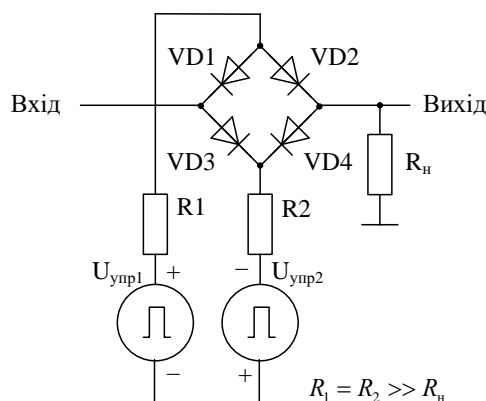 VD1 VD2
Вхід Вихід
VD3 VD4
Rн
R1 R2
Uупр1 + − Uупр2
− +
R1 = R2 >> Rн